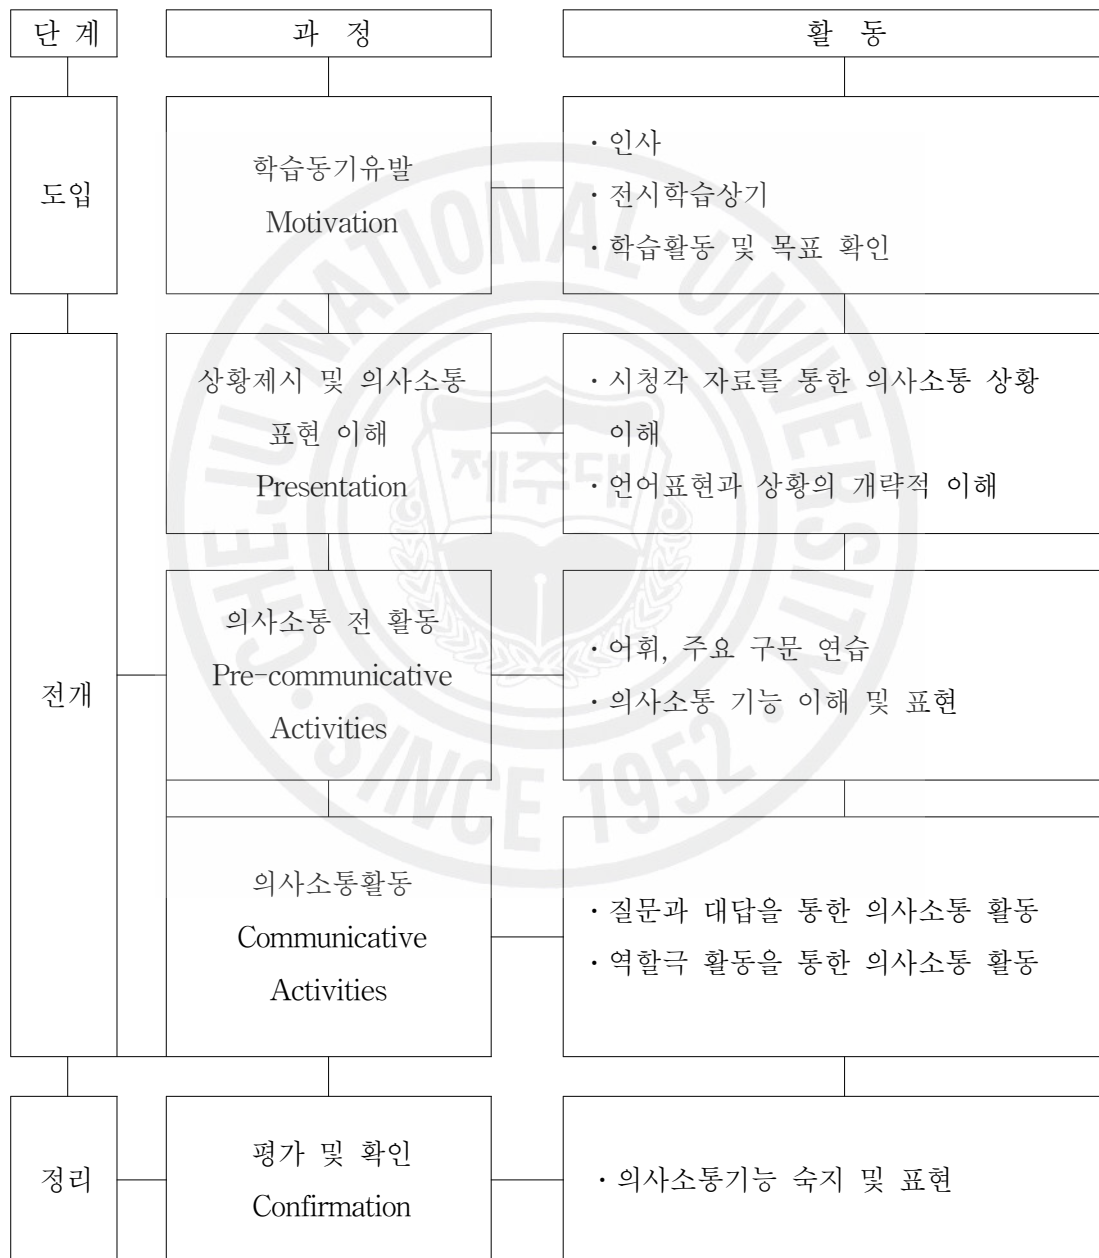 단 계
과 정
활 동
도입
학습동기유발
Motivation
· 인사
· 전시학습상기
· 학습활동 및 목표 확인
전개
상황제시 및 의사소통
표현 이해
Presentation
· 시청각 자료를 통한 의사소통 상황
이해
· 언어표현과 상황의 개략적 이해
의사소통 전 활동
Pre-communicative
Activities
· 어휘, 주요 구문 연습
· 의사소통 기능 이해 및 표현
의사소통활동
Communicative
Activities
· 질문과 대답을 통한 의사소통 활동
· 역할극 활동을 통한 의사소통 활동
정리
평가 및 확인
Confirmation
· 의사소통기능 숙지 및 표현
CHEJU NATIONAL UNIVERSITY
제주대
· SINCE 1952 ·